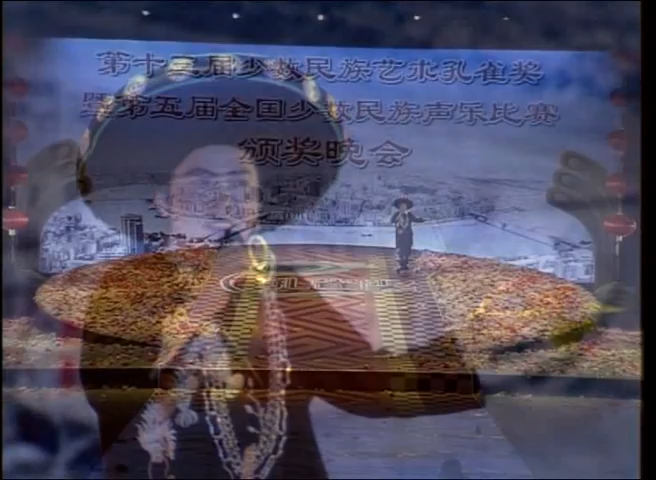 第十三届少数民族艺术孔雀奖
暨第五届全国少数民族声乐比赛
颁奖晚会